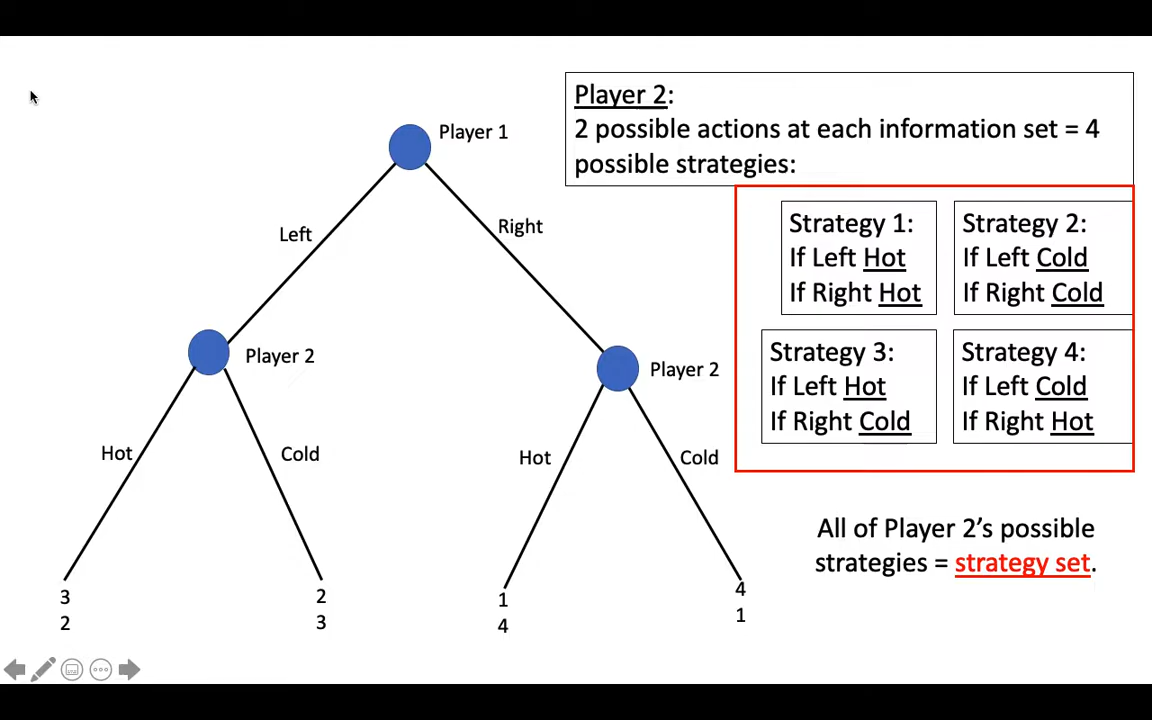 Player 2:
2 possible actions at each information set = 4
possible strategies:
Player 1
Left
Right
Strategy 1:
If Left Hot
If Right Hot
Strategy 2:
If Left Cold
If Right Cold
Strategy 3:
If Left Hot
If Right Cold
Strategy 4:
If Left Cold
If Right Hot
Player 2
Player 2
Hot
Cold
Hot
Cold
3
2
2
3
1
4
4
1
All of Player 2’s possible
strategies = strategy set.